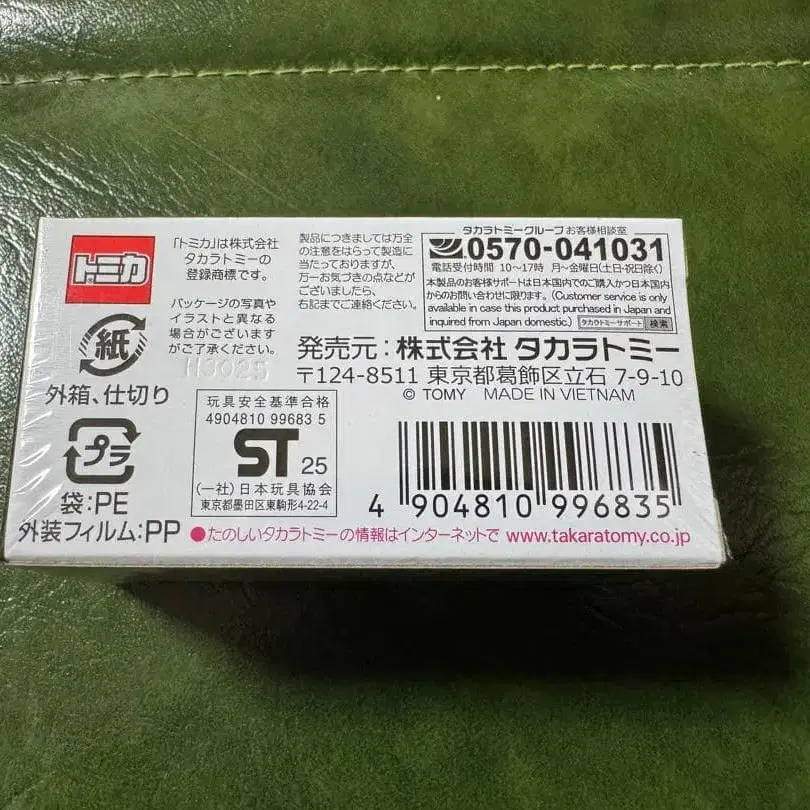 トミカ
「トミカ」は株式会社
タカラトミーの
登録商標です。
パッケージの写真や
イラストと異なる
場合がございます
がご了承ください。
製品につきましては万全
の注意をはらって製造に
当たっておりますが、
万一お気づきの点などが
ございましたら、
右記までご連絡ください。
タカラトミーグループ お客様相談室
0570-041031
電話受付時間 10〜17時 月〜金曜日(土日・祝日除く)
本製品のお客様サポートは日本国内でのご購入かつ日本国内
からのお問い合わせに限ります。(Customer service is only
available in case this product purchased in Japan and
inquired from Japan domestic.)
タカラトミーサポート 検索
紙
外箱、仕切り
発売元:株式会社 タカラトミー
〒124-8511 東京都葛飾区立石 7-9-10
© TOMY MADE IN VIETNAM
玩具安全基準合格
4904810 99683 5
ST 25
(一社)日本玩具協会
東京都墨田区東駒形4-22-4
プラ
袋:PE
外装フィルム:PP
4 904810 996835
●たのしいタカラトミーの情報はインターネットで www.takaratomy.co.jp